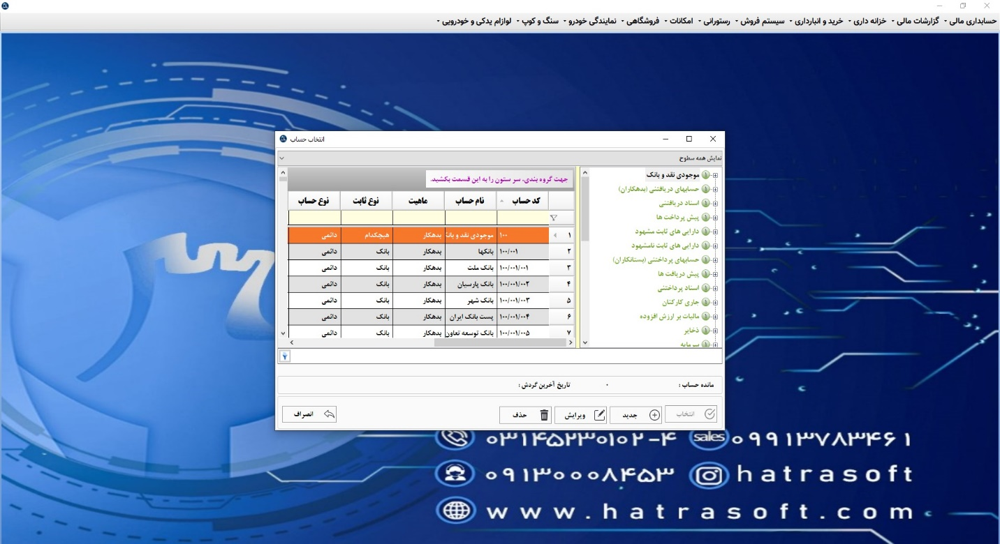 حسابداری مالی گزارشات مالی خزانه داری خرید و انبارداری سیستم فروش رستورانی امکانات فروشگاهی نمایندگی خودرو سنگ و کوپ لوازام یدکی و خودرویی
انتخاب حساب
نمایش همه سطوح
موجودی نقد و بانک
حسابهای دریافتنی (بدهکاران)
اسناد دریافتنی
پیش پرداخت ها
دارایی های ثابت مشهود
دارایی های ثابت نامشهود
حسابهای پرداختنی (بستانکاران)
پیش دریافت ها
اسناد پرداختنی
جاری کارکنان
مالیات بر ارزش افزوده
ذخایر
سرمایه
جهت گروه بندی، سر ستون را به این قسمت بکشید.
کد حساب نام حساب ماهیت نوع ثابت نوع حساب
۱ ۱۰۰ موجودی نقد و بانک بدهکار هیچکدام دائمی
۲ ۱۰۰/۰۰۱ بانکها بدهکار بانک دائمی
۳ ۱۰۰/۰۰۱/۰۰۱ بانک ملت بدهکار بانک دائمی
۴ ۱۰۰/۰۰۱/۰۰۲ بانک پارسیان بدهکار بانک دائمی
۵ ۱۰۰/۰۰۱/۰۰۳ بانک شهر بدهکار بانک دائمی
۶ ۱۰۰/۰۰۱/۰۰۴ پست بانک ایران بدهکار بانک دائمی
۷ ۱۰۰/۰۰۱/۰۰۵ بانک توسعه تعاون بدهکار بانک دائمی
مانده حساب : ۰ تاریخ آخرین گردش :
انتخاب جدید ویرایش حذف انصراف
۰۳۱۴۵۲۳۰۱۰۲-۴ sales ۰۹۹۱۳۷۸۳۴۶۱
۰۹۱۳۰۰۰۸۴۵۳ hatrasoft
www.hatrasoft.com